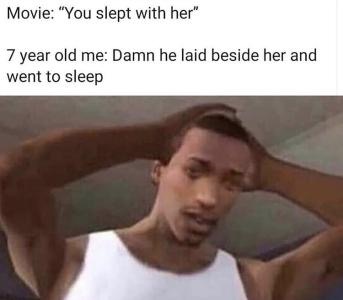 Movie: “You slept with her”
7 year old me: Damn he laid beside her and
went to sleep